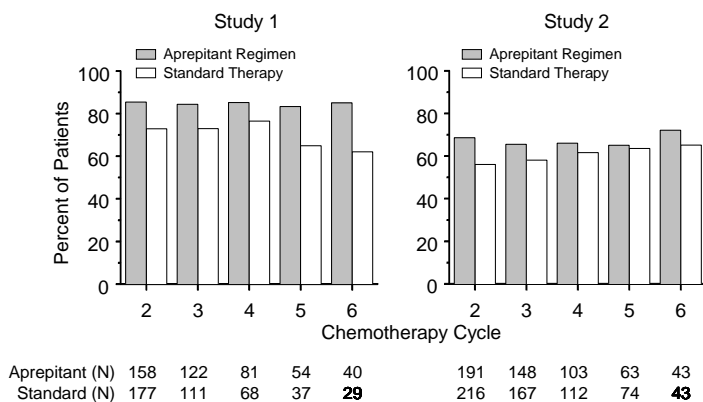 Study 1
Study 2
Aprepitant Regimen
Standard Therapy
Aprepitant Regimen
Standard Therapy
Percent of Patients
100
80
60
40
20
0
100
80
60
40
20
0
2 3 4 5 6
2 3 4 5 6
Chemotherapy Cycle
Aprepitant (N) 158 122 81 54 40 191 148 103 63 43
Standard (N) 177 111 68 37 29 216 167 112 74 43